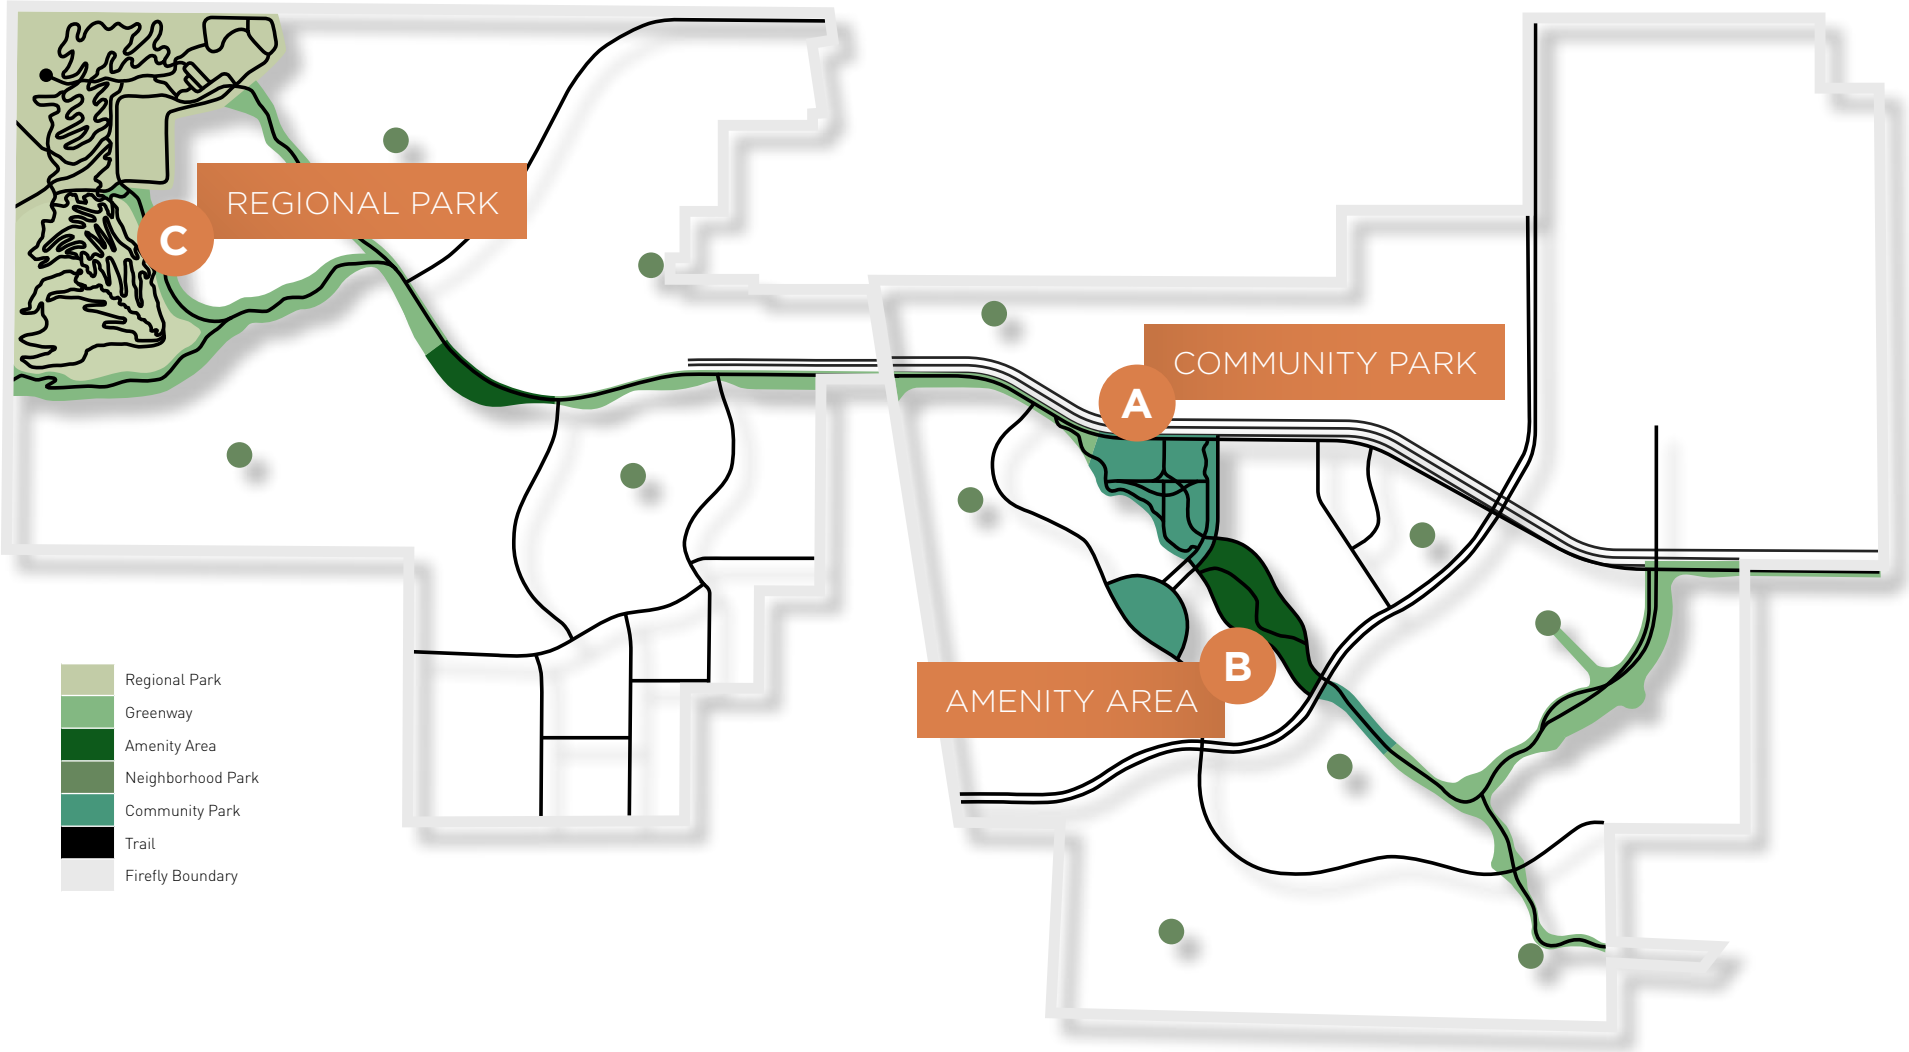 REGIONAL PARK
C
COMMUNITY PARK
A
B
AMENITY AREA
Regional Park
Greenway
Amenity Area
Neighborhood Park
Community Park
Trail
Firefly Boundary